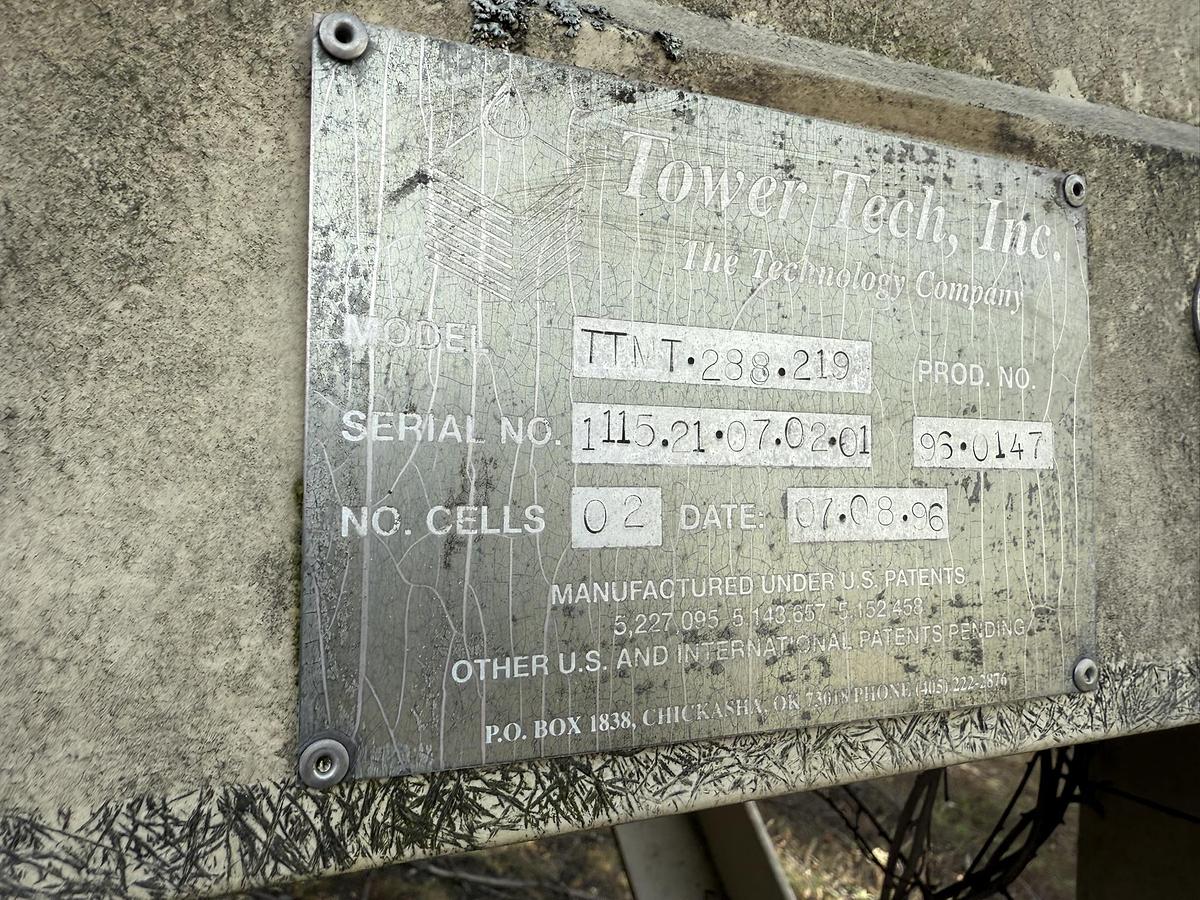 Tower Tech, Inc.
The Technology Company
MODEL TTMT·288·219 PROD. NO.
SERIAL NO. 1115.21·07.02·01 96·0147
NO. CELLS 02 DATE: 07·08·96
MANUFACTURED UNDER U.S. PATENTS
5,227,095 5,143,657 5,152,458
OTHER U.S. AND INTERNATIONAL PATENTS PENDING
P.O. BOX 1838, CHICKASHA, OK 73018 PHONE (405) 222-2876